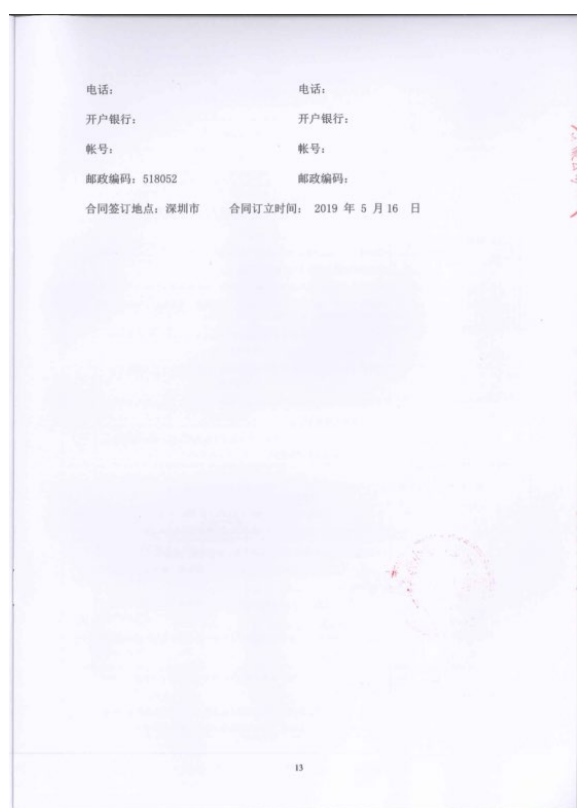 电话： 电话：
开户银行： 开户银行：
帐号： 帐号：
邮政编码：518052 邮政编码：
合同签订地点：深圳市 合同订立时间： 2019 年 5 月 16 日
13